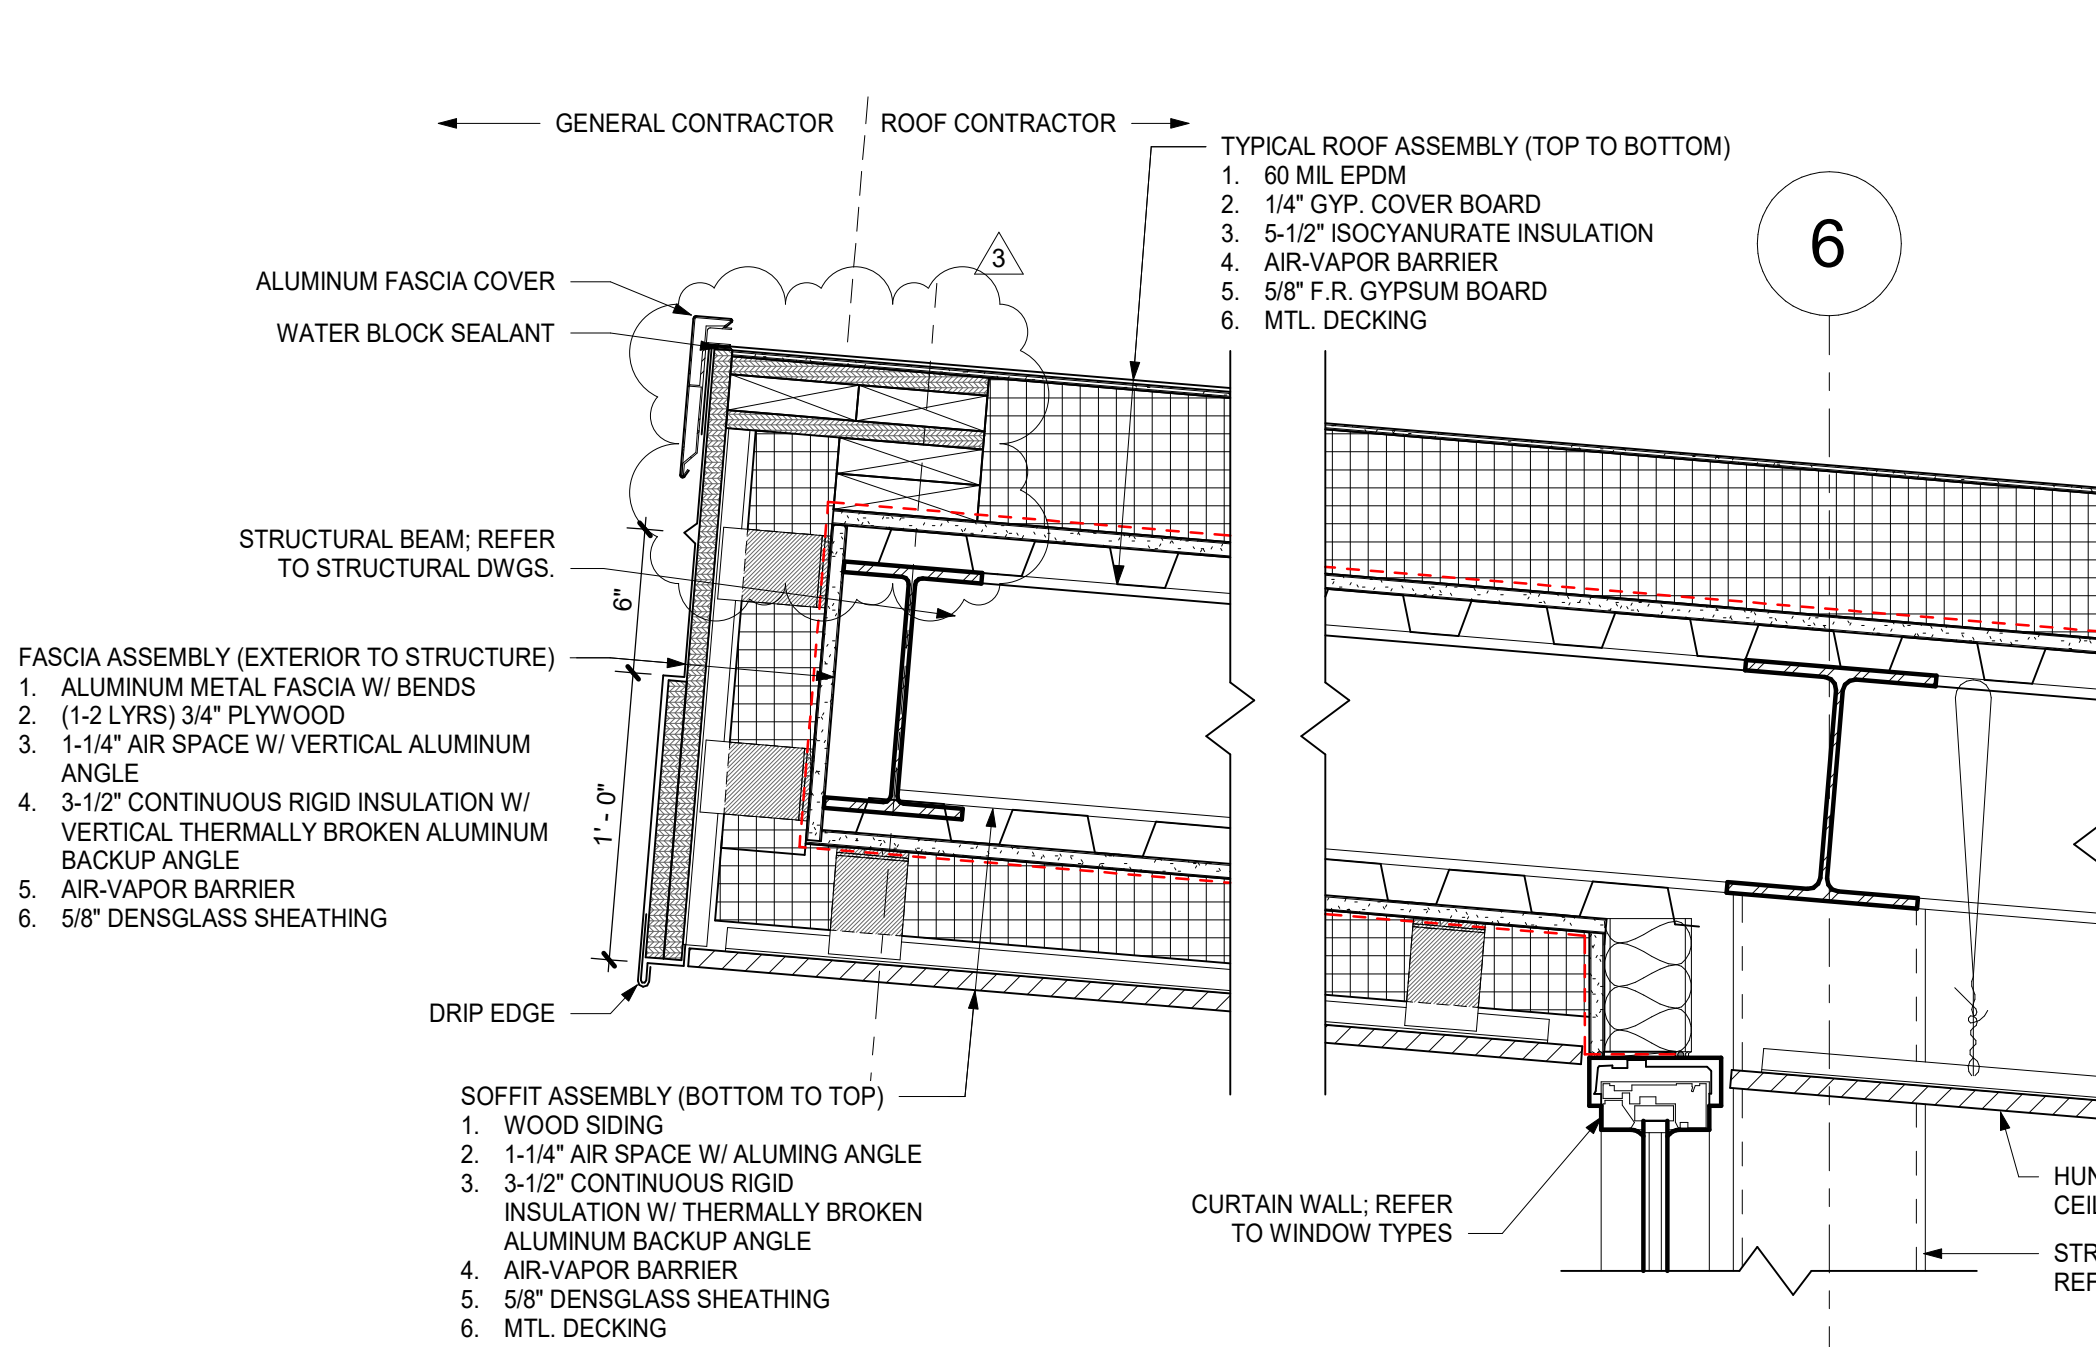 GENERAL CONTRACTOR
ROOF CONTRACTOR
TYPICAL ROOF ASSEMBLY (TOP TO BOTTOM)
1. 60 MIL EPDM
2. 1/4" GYP. COVER BOARD
3. 5-1/2" ISOCYANURATE INSULATION
4. AIR-VAPOR BARRIER
5. 5/8" F.R. GYPSUM BOARD
6. MTL. DECKING
6
3
ALUMINUM FASCIA COVER
WATER BLOCK SEALANT
STRUCTURAL BEAM; REFER
TO STRUCTURAL DWGS.
6"
FASCIA ASSEMBLY (EXTERIOR TO STRUCTURE)
1. ALUMINUM METAL FASCIA W/ BENDS
2. (1-2 LYRS) 3/4" PLYWOOD
3. 1-1/4" AIR SPACE W/ VERTICAL ALUMINUM
ANGLE
4. 3-1/2" CONTINUOUS RIGID INSULATION W/
VERTICAL THERMALLY BROKEN ALUMINUM
BACKUP ANGLE
5. AIR-VAPOR BARRIER
6. 5/8" DENSGLASS SHEATHING
1' - 0"
DRIP EDGE
SOFFIT ASSEMBLY (BOTTOM TO TOP)
1. WOOD SIDING
2. 1-1/4" AIR SPACE W/ ALUMING ANGLE
3. 3-1/2" CONTINUOUS RIGID
INSULATION W/ THERMALLY BROKEN
ALUMINUM BACKUP ANGLE
4. AIR-VAPOR BARRIER
5. 5/8" DENSGLASS SHEATHING
6. MTL. DECKING
CURTAIN WALL; REFER
TO WINDOW TYPES